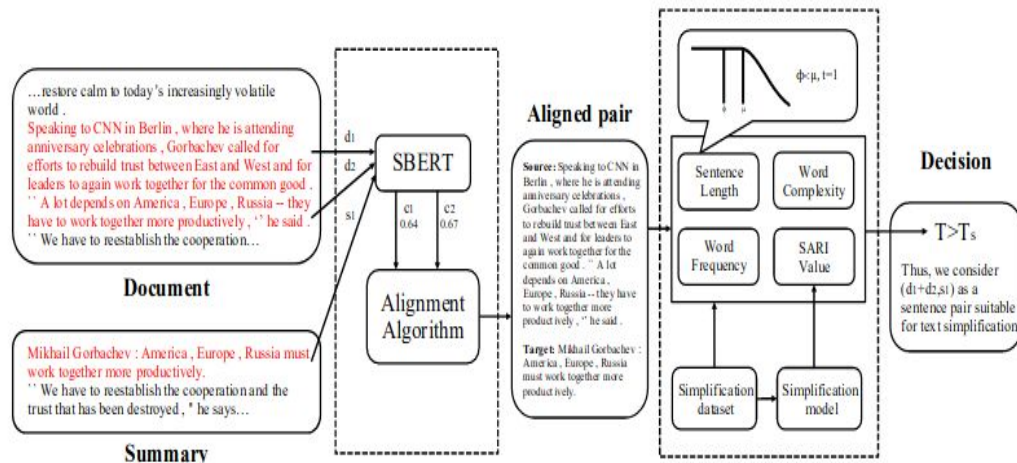 ...restore calm to today's increasingly volatile
world .
Speaking to CNN in Berlin , where he is attending
anniversary celebrations , Gorbachev called for
efforts to rebuild trust between East and West and for
leaders to again work together for the common good .
`` A lot depends on America , Europe , Russia -- they
have to work together more productively , '' he said .
`` We have to reestablish the cooperation...
Document
Mikhail Gorbachev : America , Europe , Russia must
work together more productively.
`` We have to reestablish the cooperation and the
trust that has been destroyed , " he says...
Summary
d1
d2
s1
SBERT
c1
0.64
c2
0.67
Alignment
Algorithm
Aligned pair
Source: Speaking to CNN in
Berlin , where he is attending
anniversary celebrations ,
Gorbachev called for efforts
to rebuild trust between East
and West and for leaders to
again work together for the
common good . `` A lot
depends on America ,
Europe , Russia -- they have
to work together more
productively , '' he said .
Target: Mikhail Gorbachev :
America , Europe , Russia
must work together more
productively.
ϕ
μ
ϕ<μ, t=1
Sentence
Length
Word
Complexity
Word
Frequency
SARI
Value
Simplification
dataset
Simplification
model
Decision
T>Ts
Thus, we consider
(d1+d2,s1) as a
sentence pair suitable
for text simplification